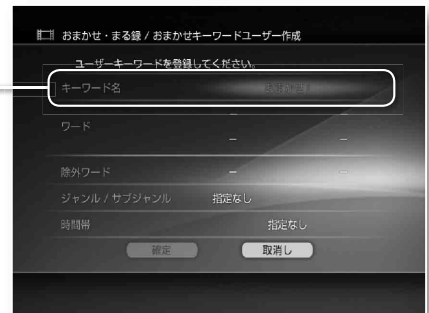 おまかせ・まる録 / おまかせキーワードユーザー作成
ユーザーキーワードを登録してください。
キーワード名
ワード
– –
– –
除外ワード – –
ジャンル / サブジャンル 指定なし
時間帯 指定なし
確定 取消し